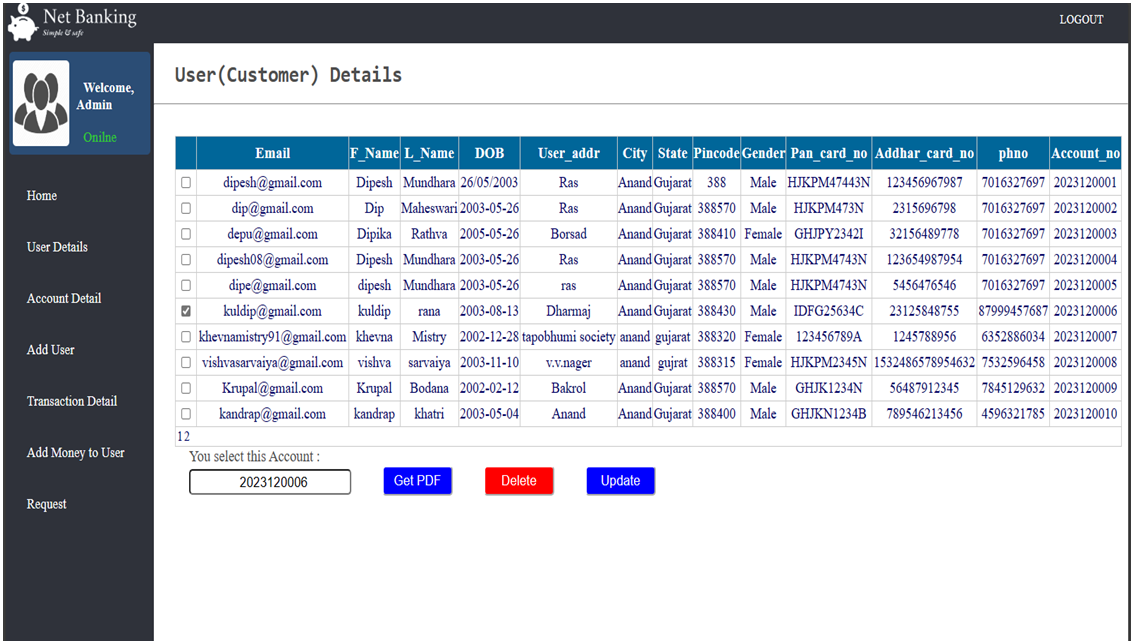 Net Banking
Simple & safe
LOGOUT
Welcome,
Admin
Onilne
Home
User Details
Account Detail
Add User
Transaction Detail
Add Money to User
Request
User(Customer) Details
Email F_Name L_Name DOB User_addr City State Pincode Gender Pan_card_no Addhar_card_no phno Account_no
dipesh@gmail.com Dipesh Mundhara 26/05/2003 Ras Anand Gujarat 388 Male HJKPM47443N 123456967987 7016327697 2023120001
dip@gmail.com Dip Maheswari 2003-05-26 Ras Anand Gujarat 388570 Male HJKPM473N 2315696798 7016327697 2023120002
depu@gmail.com Dipika Rathva 2005-05-26 Borsad Anand Gujarat 388410 Female GHJPY2342I 32156489778 7016327697 2023120003
dipesh08@gmail.com Dipesh Mundhara 2003-05-26 Ras Anand Gujarat 388570 Male HJKPM4743N 123654987954 7016327697 2023120004
dipe@gmail.com dipesh Mundhara 2003-05-26 ras Anand Gujarat 388570 Male HJKPM4743N 5456476546 7016327697 2023120005
kuldip@gmail.com kuldip rana 2003-08-13 Dharmaj Anand Gujarat 388430 Male IDFG25634C 23125848755 87999457687 2023120006
khevnamistry91@gmail.com khevna Mistry 2002-12-28 tapobhumi society anand gujarat 388320 Female 123456789A 1245788956 6352886034 2023120007
vishvasarvaiya@gmail.com vishva sarvaiya 2003-11-10 v.v.nager anand gujrat 388315 Female HJKPM2345N 1532486578954632 7532596458 2023120008
Krupal@gmail.com Krupal Bodana 2002-02-12 Bakrol Anand Gujarat 388570 Male GHJK1234N 56487912345 7845129632 2023120009
kandrap@gmail.com kandrap khatri 2003-05-04 Anand Anand Gujarat 388400 Male GHJKN1234B 789546213456 4596321785 2023120010
12
You select this Account :
2023120006 Get PDF Delete Update